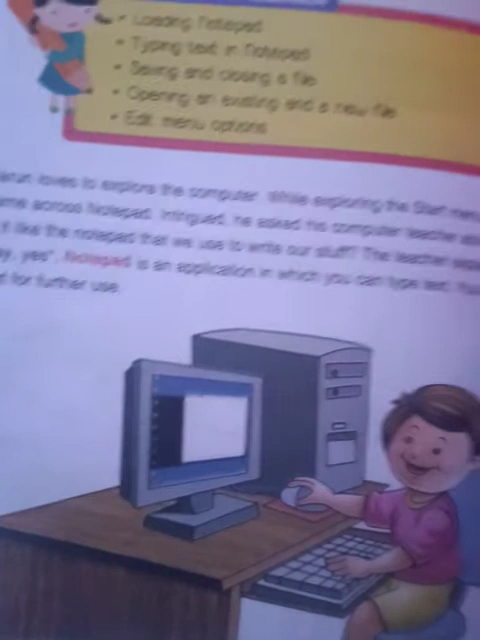 • Loading Notepad
• Typing text in Notepad
• Saving and closing a file
• Opening an existing and a new file
• Edit menu options
loves to explore the computer. While exploring the Start menu
across Notepad. Intrigued, he asked his computer teacher
it like the notepad that we use to write our stuff? The teacher
yes". Notepad is an application in which you can type text.
for further use.